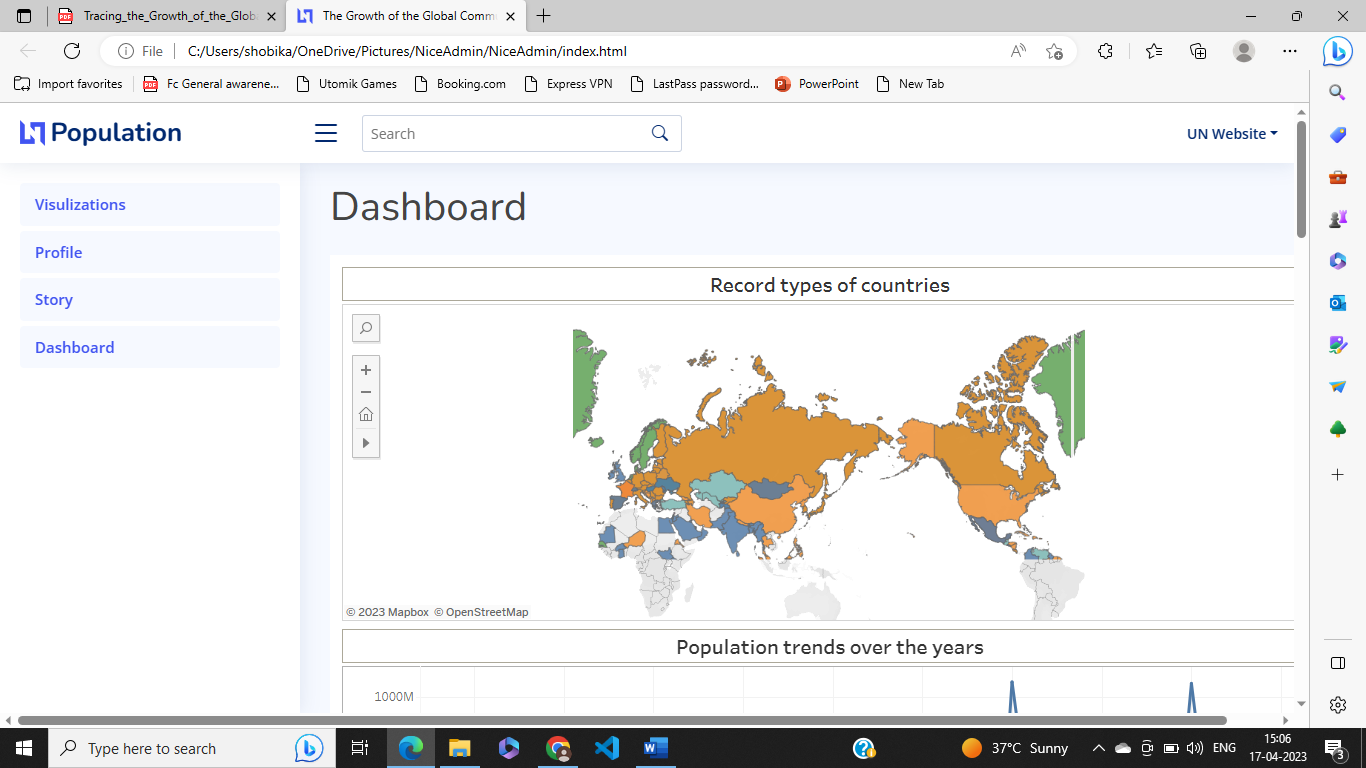 Tracing_the_Growth_of_the_Glob
The Growth of the Global Comm
File
C:/Users/shobika/OneDrive/Pictures/NiceAdmin/NiceAdmin/index.html
Import favorites
Fc General awarene...
Utomik Games
Booking.com
Express VPN
LastPass password...
PowerPoint
New Tab
Population
Search
UN Website
Visulizations
Profile
Story
Dashboard
Dashboard
Record types of countries
© 2023 Mapbox © OpenStreetMap
Population trends over the years
1000M
Type here to search
37°C Sunny
ENG
15:06
17-04-2023
3